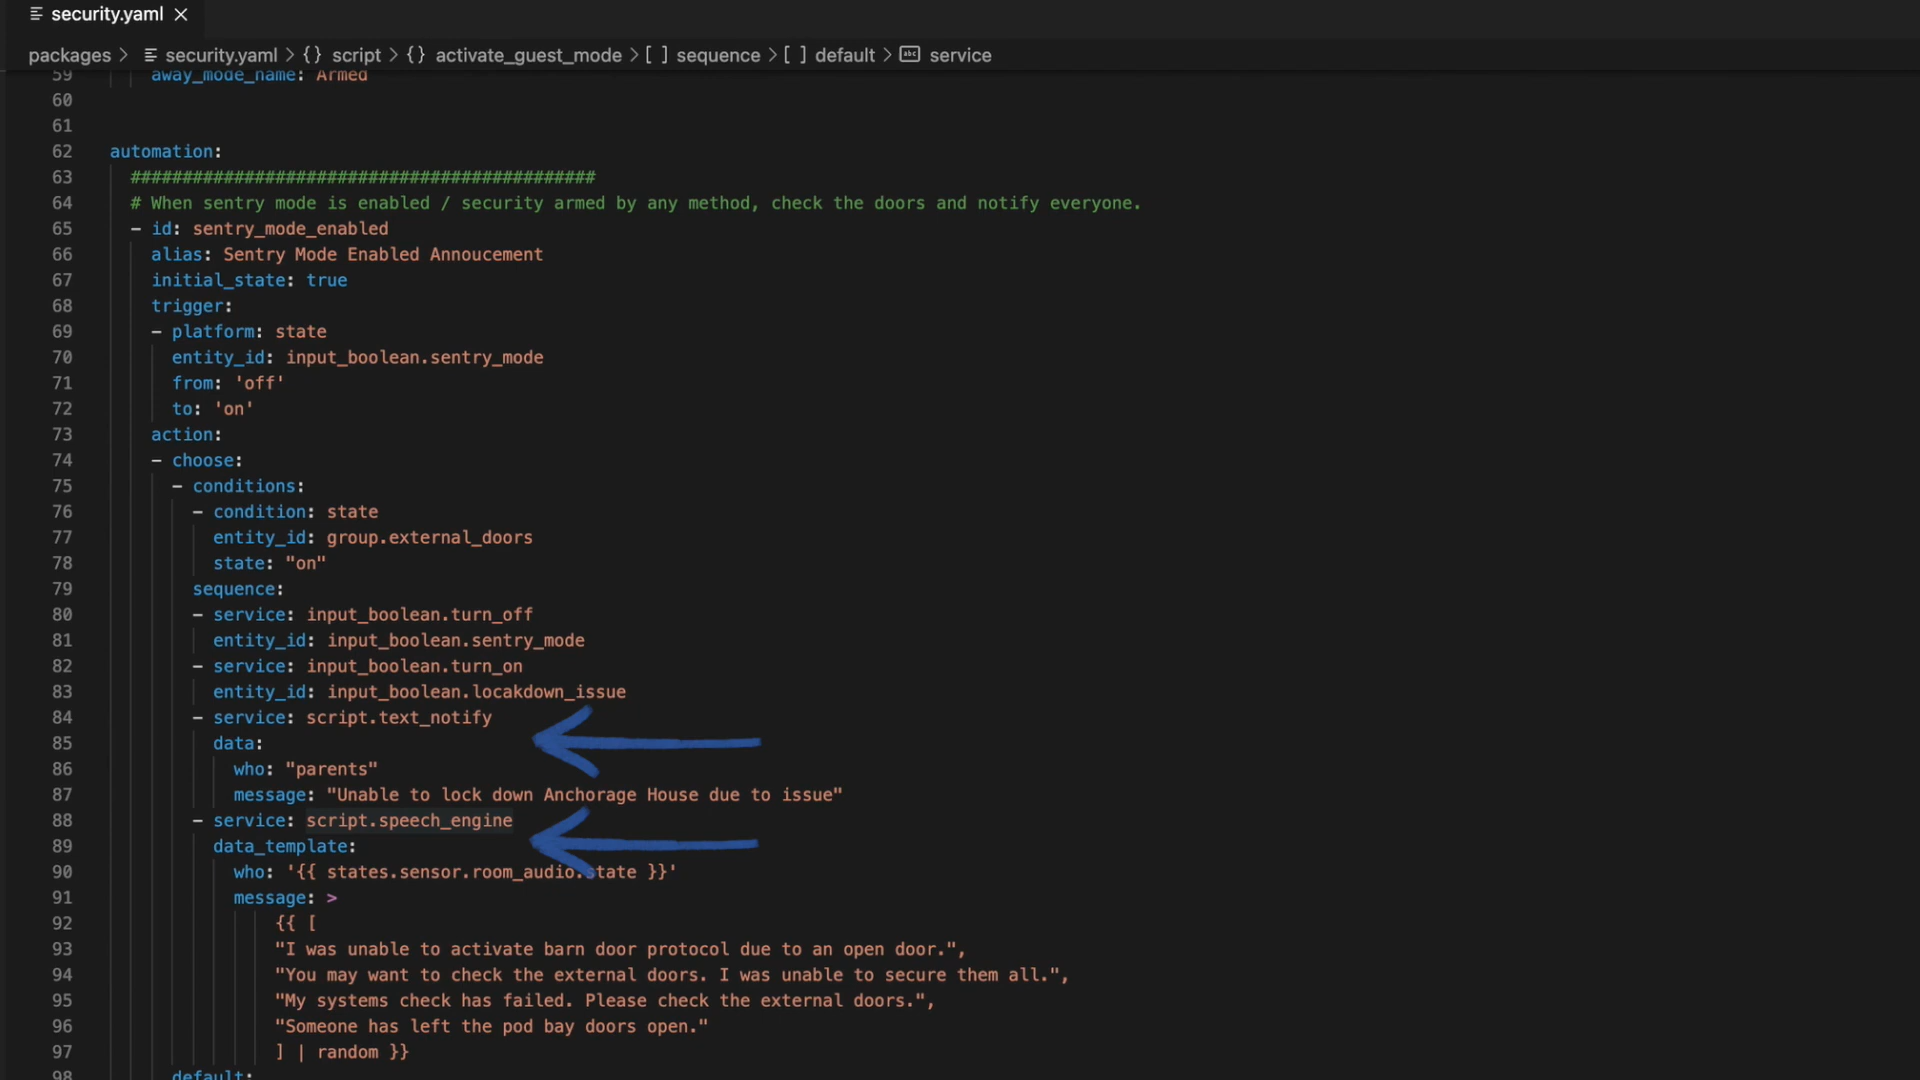 security.yaml
packages > security.yaml > {} script > {} activate_guest_mode > [ ] sequence > [ ] default > abc service
59 away_mode_name: Armed
60
61
62 automation:
63 #############################################
64 # When sentry mode is enabled / security armed by any method, check the doors and notify everyone.
65 - id: sentry_mode_enabled
66 alias: Sentry Mode Enabled Annoucement
67 initial_state: true
68 trigger:
69 - platform: state
70 entity_id: input_boolean.sentry_mode
71 from: 'off'
72 to: 'on'
73 action:
74 - choose:
75 - conditions:
76 - condition: state
77 entity_id: group.external_doors
78 state: "on"
79 sequence:
80 - service: input_boolean.turn_off
81 entity_id: input_boolean.sentry_mode
82 - service: input_boolean.turn_on
83 entity_id: input_boolean.locakdown_issue
84 - service: script.text_notify
85 data:
86 who: "parents"
87 message: "Unable to lock down Anchorage House due to issue"
88 - service: script.speech_engine
89 data_template:
90 who: '{{ states.sensor.room_audio.state }}'
91 message: >
92 {{ [
93 "I was unable to activate barn door protocol due to an open door.",
94 "You may want to check the external doors. I was unable to secure them all.",
95 "My systems check has failed. Please check the external doors.",
96 "Someone has left the pod bay doors open."
97 ] | random }}
98 default: